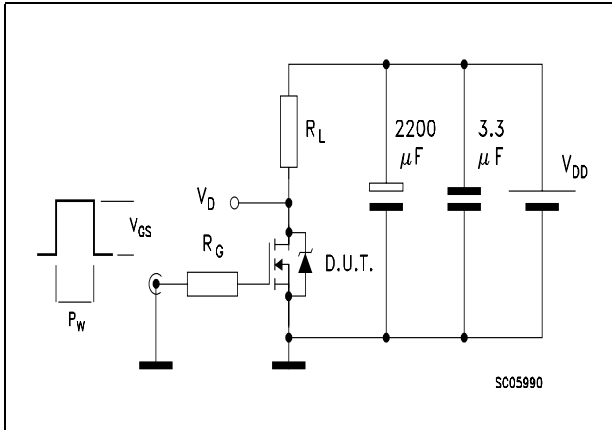 R_L
2200 μF
3.3 μF
V_DD
V_D
V_GS
R_G
D.U.T.
P_W
SC05990